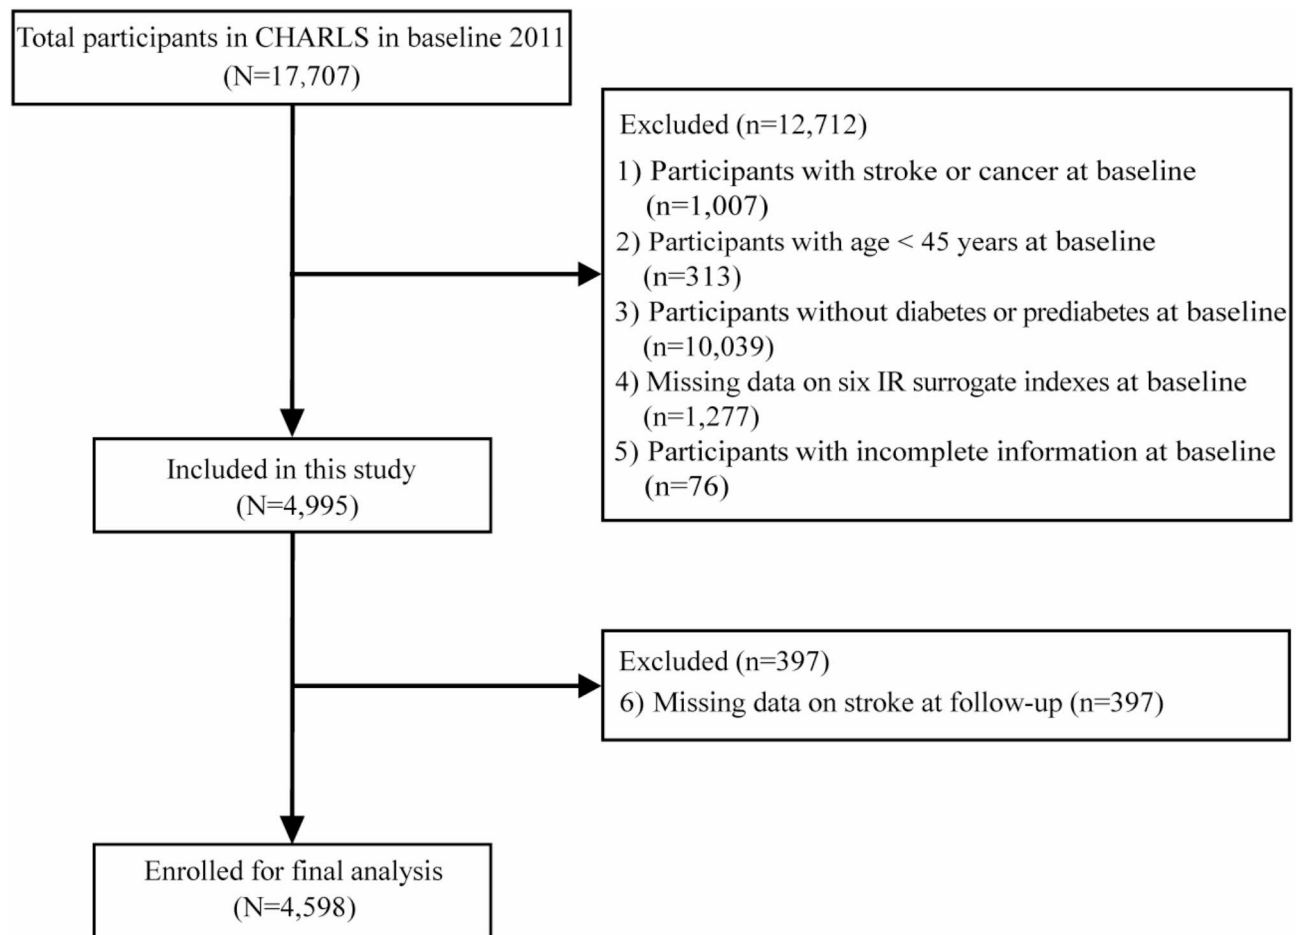 Total participants in CHARLS in baseline 2011
(N=17,707)
Excluded (n=12,712)
1) Participants with stroke or cancer at baseline
(n=1,007)
2) Participants with age < 45 years at baseline
(n=313)
3) Participants without diabetes or prediabetes at baseline
(n=10,039)
4) Missing data on six IR surrogate indexes at baseline
(n=1,277)
5) Participants with incomplete information at baseline
(n=76)
Included in this study
(N=4,995)
Excluded (n=397)
6) Missing data on stroke at follow-up (n=397)
Enrolled for final analysis
(N=4,598)